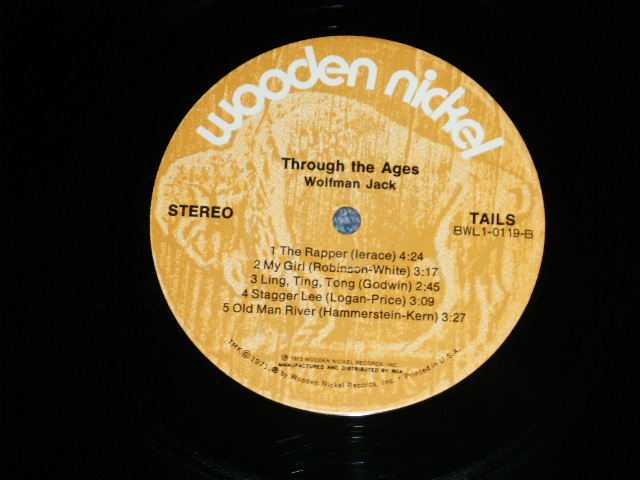 wooden nickel
Through the Ages
Wolfman Jack
STEREO
TAILS
BWL1-0119-B
1 The Rapper (Ierace) 4:24
2 My Girl (Robinson-White) 3:17
3 Ling, Ting, Tong (Godwin) 2:45
4 Stagger Lee (Logan-Price) 3:09
5 Old Man River (Hammerstein-Kern) 3:27
℗ 1973 WOODEN NICKEL RECORDS, INC.
MANUFACTURED AND DISTRIBUTED BY RCA
TMK © 1971, ℗ by Wooden Nickel Records, Inc. • Printed in U.S.A.